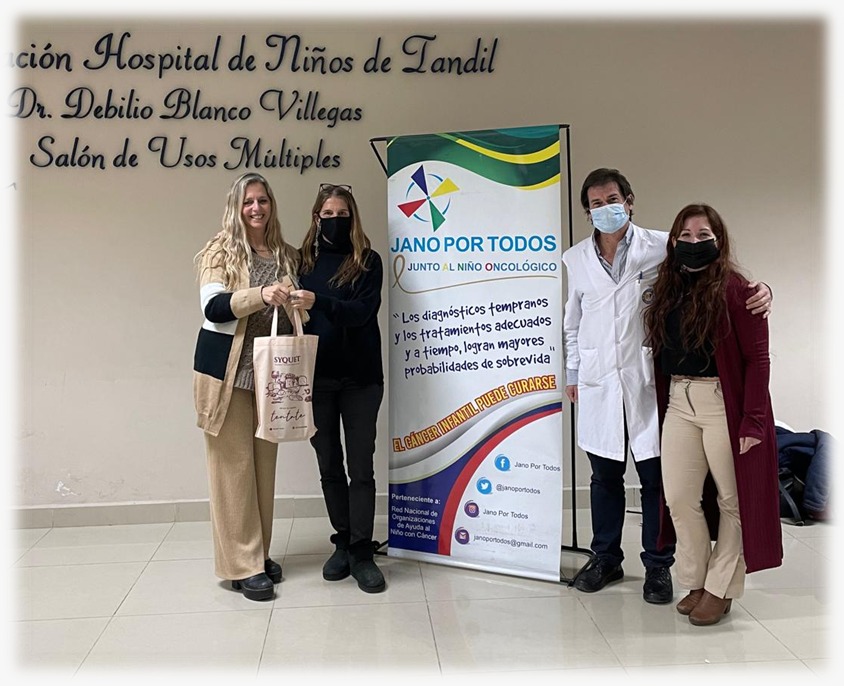 ación Hospital de Niños de Tandil
Dr. Debilio Blanco Villegas
Salón de Usos Múltiples
JANO POR TODOS
JUNTO AL NIÑO ONCOLÓGICO
“Los diagnósticos tempranos
y los tratamientos adecuados
y a tiempo, logran mayores
probabilidades de sobrevida"
EL CÁNCER INFANTIL PUEDE CURARSE
Jano Por Todos
@janoportodos
Jano Por Todos
janoportodos@gmail.com
Perteneciente a:
Red Nacional de
Organizaciones
de Ayuda al
Niño con Cáncer
SYQUET